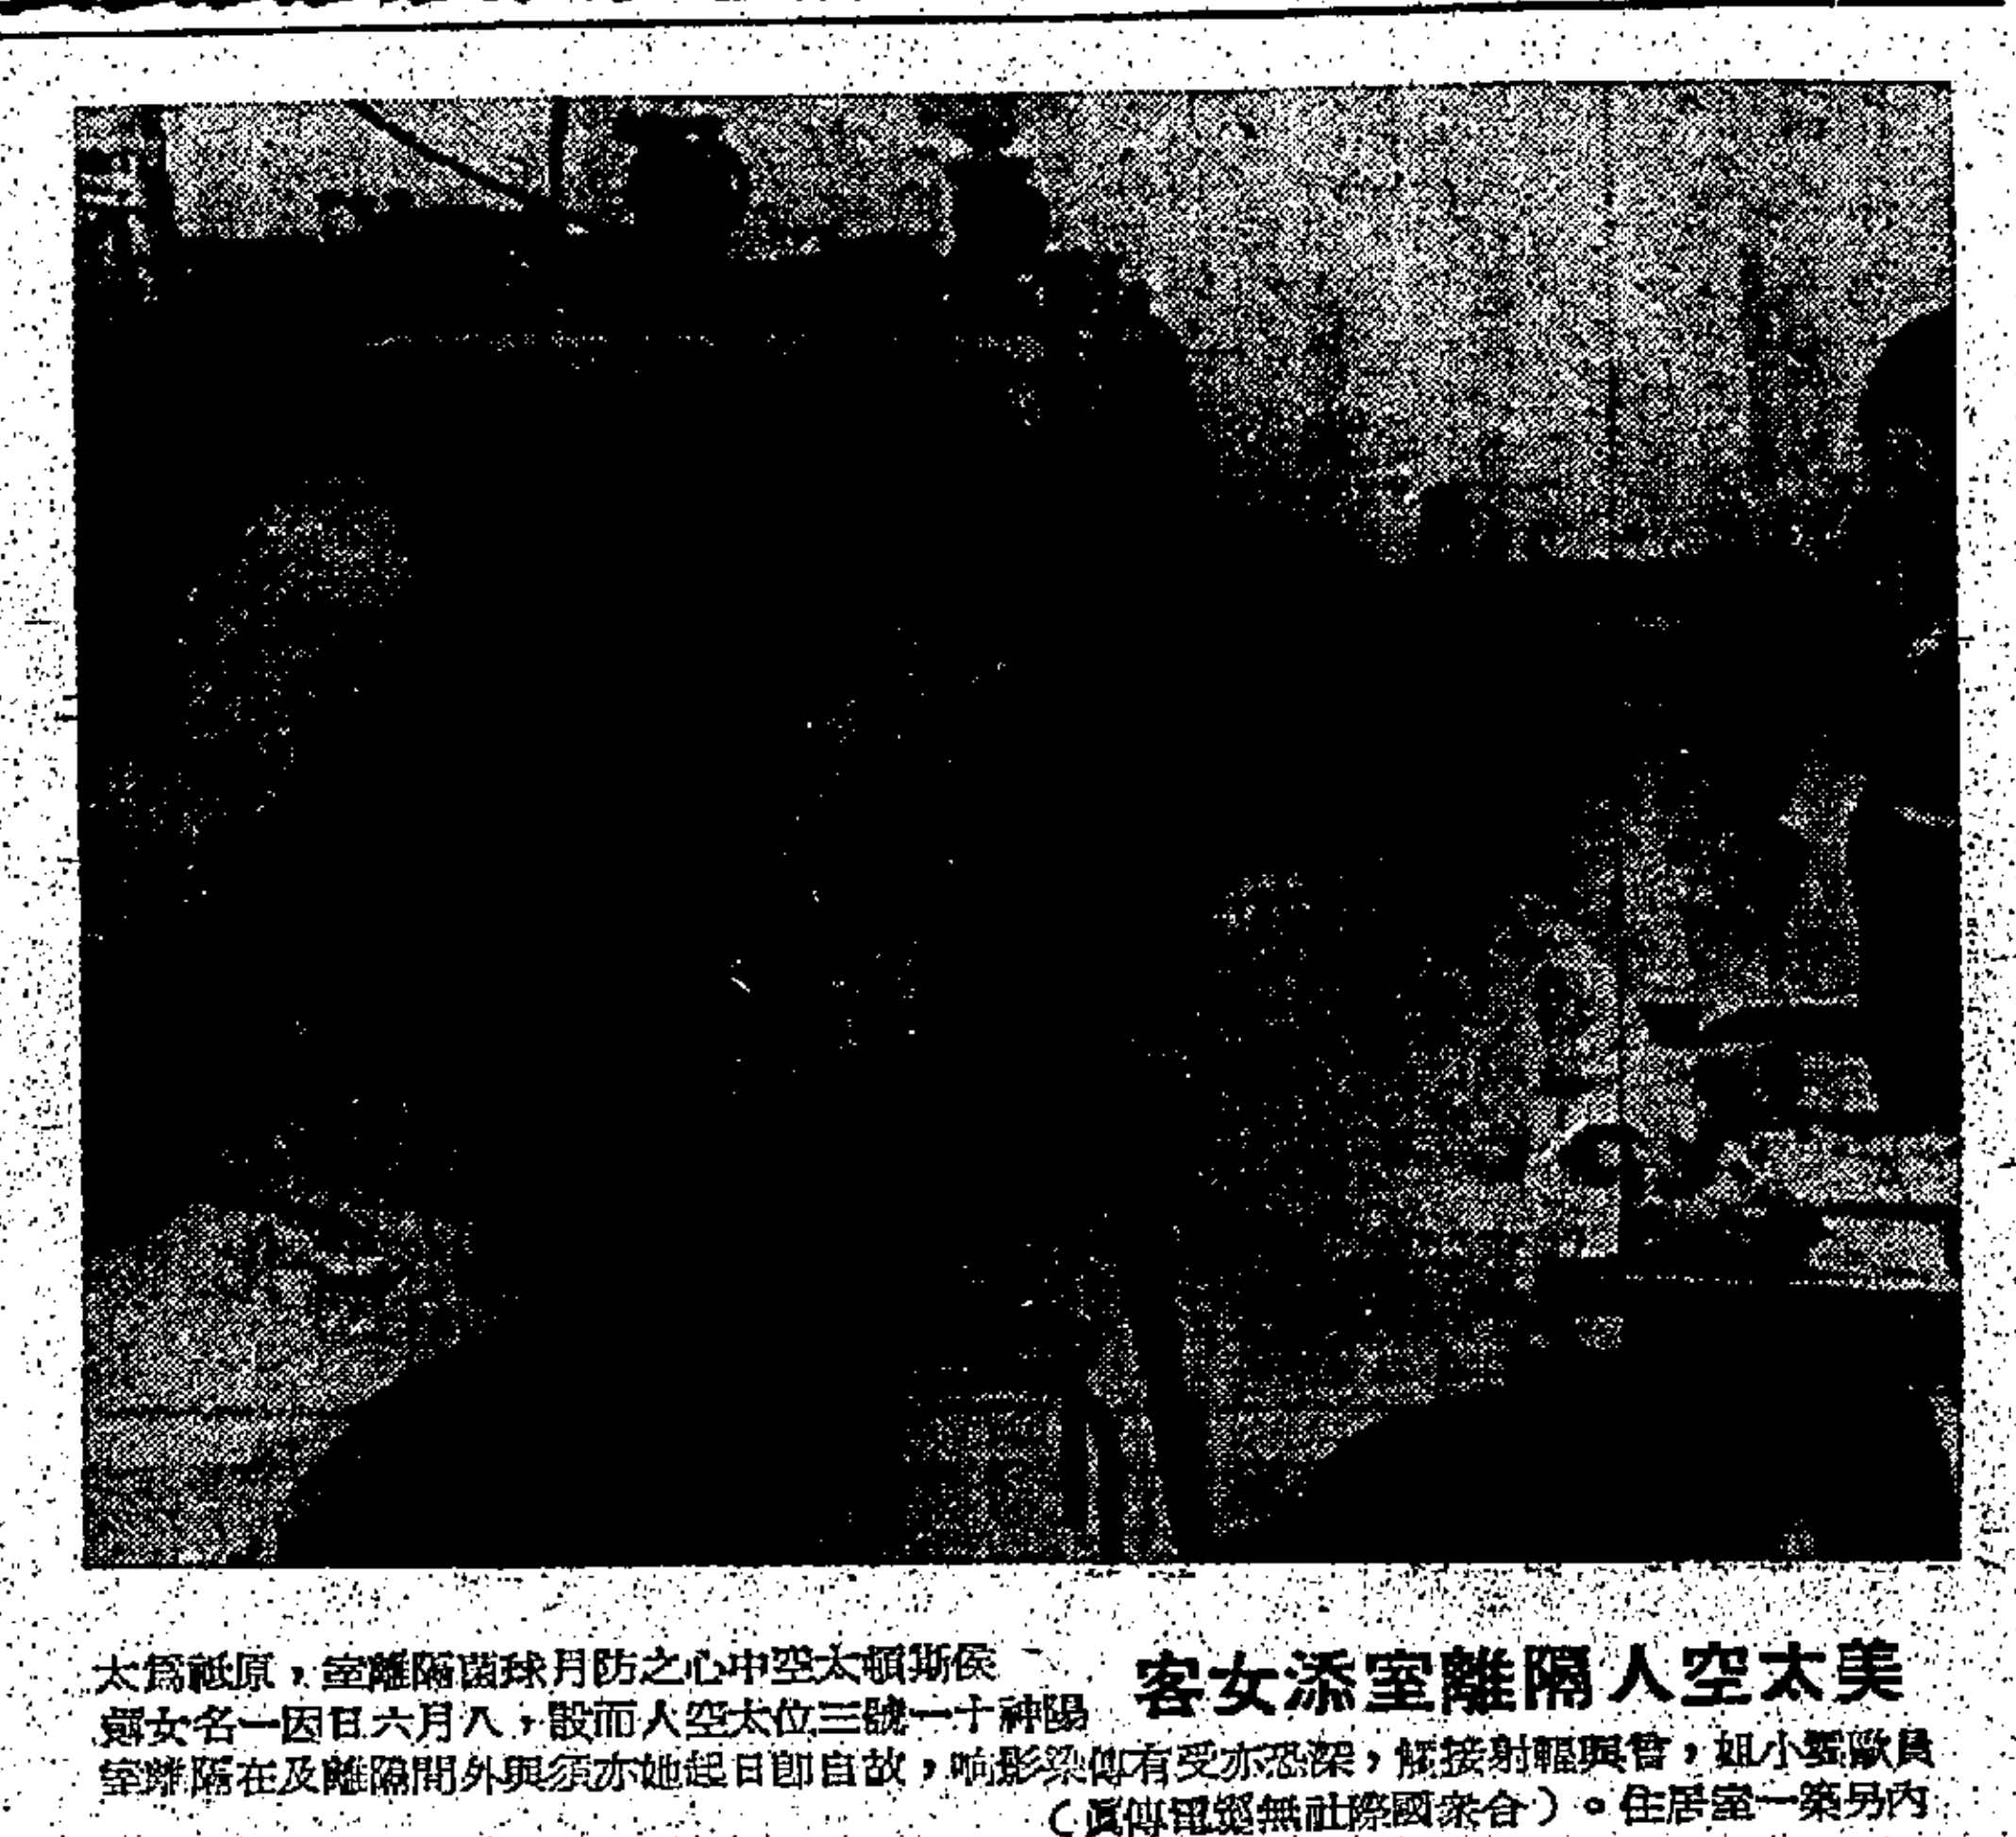 美太空人隔離室添女客
侯斯頓太空中心之防月球菌隔離室，原祗爲太
陽神十一號三位太空人而設，八月六日因一名女
員歐小姐，曾與輻射接觸，深恐亦受有傳染影响，故自卽日起她亦須與外間隔離及在隔離室
內另築一室居住。（合衆國際社無綫電傳眞）